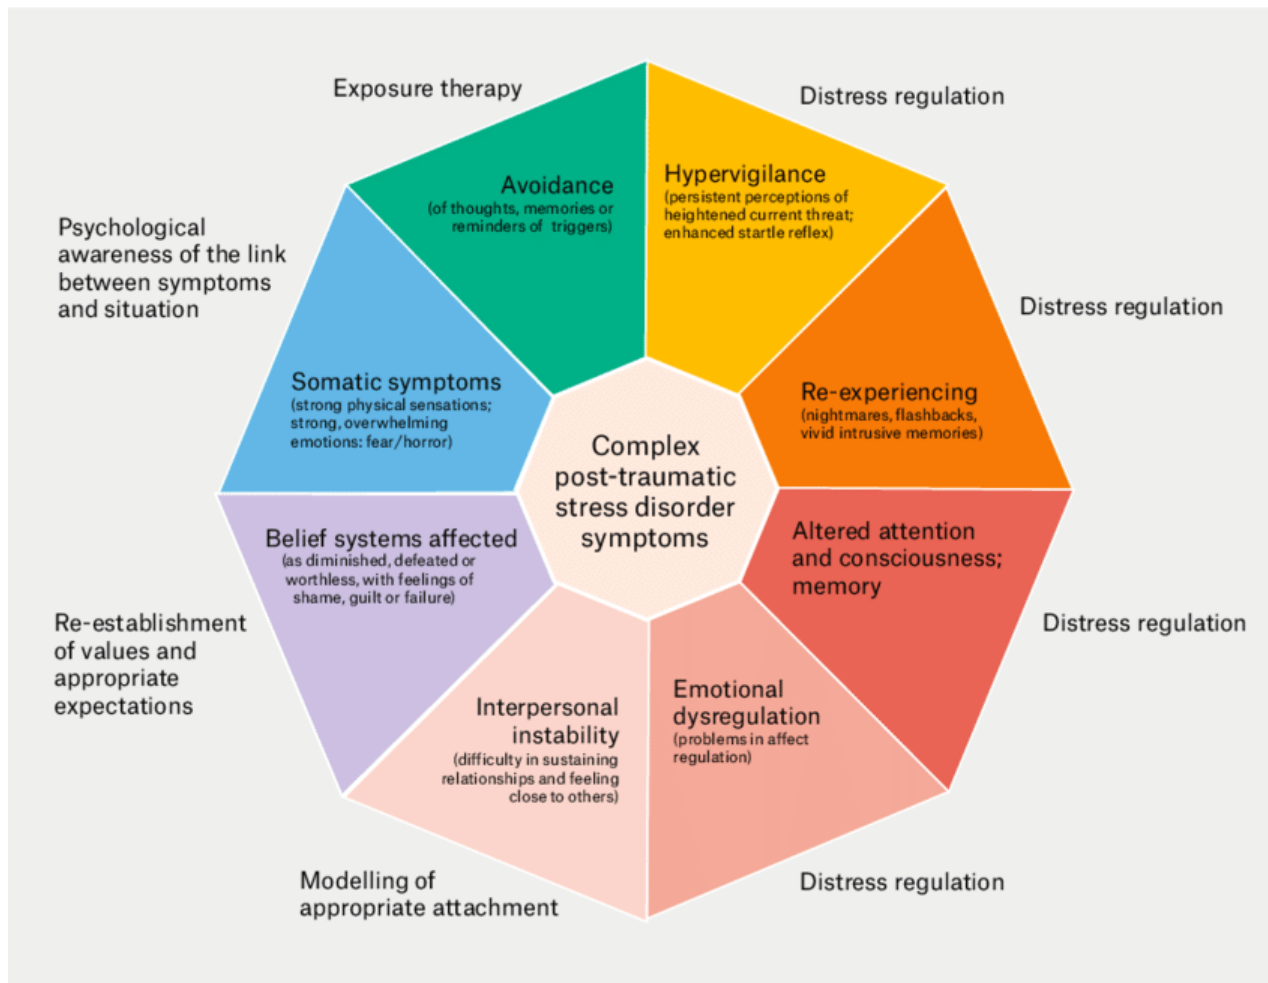 Exposure therapy
Distress regulation
Avoidance
(of thoughts, memories or
reminders of triggers)
Hypervigilance
(persistent perceptions of
heightened current threat;
enhanced startle reflex)
Psychological
awareness of the link
between symptoms
and situation
Distress regulation
Somatic symptoms
(strong physical sensations;
strong, overwhelming
emotions: fear/horror)
Re-experiencing
(nightmares, flashbacks,
vivid intrusive memories)
Complex
post-traumatic
stress disorder
symptoms
Belief systems affected
(as diminished, defeated or
worthless, with feelings of
shame, guilt or failure)
Altered attention
and consciousness;
memory
Re-establishment
of values and
appropriate
expectations
Distress regulation
Interpersonal
instability
(difficulty in sustaining
relationships and feeling
close to others)
Emotional
dysregulation
(problems in affect
regulation)
Modelling of
appropriate attachment
Distress regulation